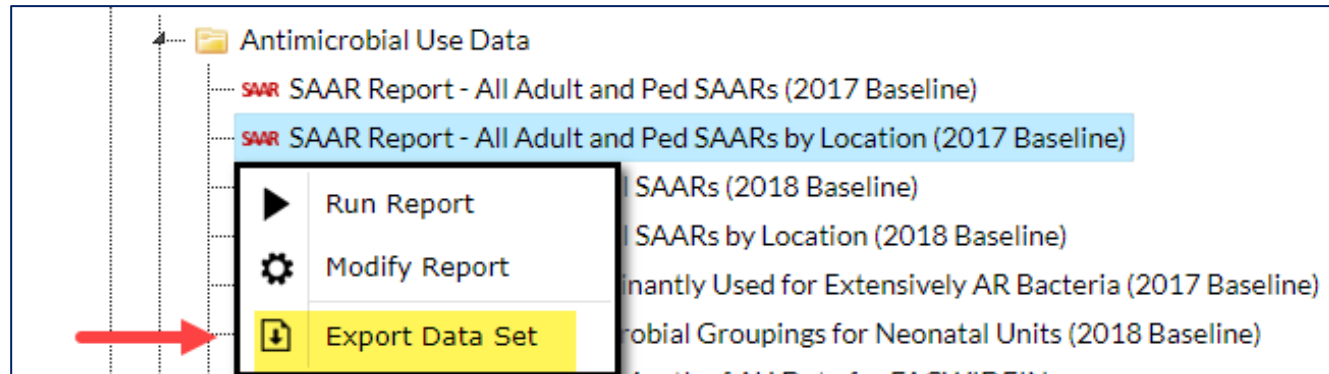 Antimicrobial Use Data
SAAR SAAR Report - All Adult and Ped SAARs (2017 Baseline)
SAAR SAAR Report - All Adult and Ped SAARs by Location (2017 Baseline)
SAARs (2018 Baseline)
Run Report
SAARs by Location (2018 Baseline)
Modify Report
inantly Used for Extensively AR Bacteria (2017 Baseline)
Export Data Set
robial Groupings for Neonatal Units (2018 Baseline)